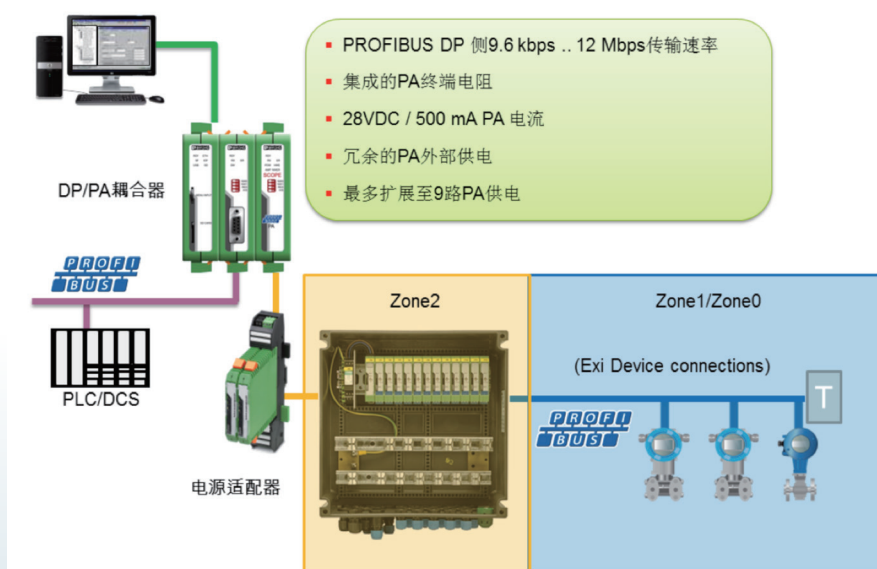 PROFIBUS DP 侧9.6 kbps .. 12 Mbps传输速率
集成的PA终端电阻
28VDC / 500 mA PA 电流
冗余的PA外部供电
最多扩展至9路PA供电
DP/PA耦合器
SCOPE
PA
PROFI
BUS
PLC/DCS
电源适配器
Zone2
Zone1/Zone0
(Exi Device connections)
PROFI
BUS
T